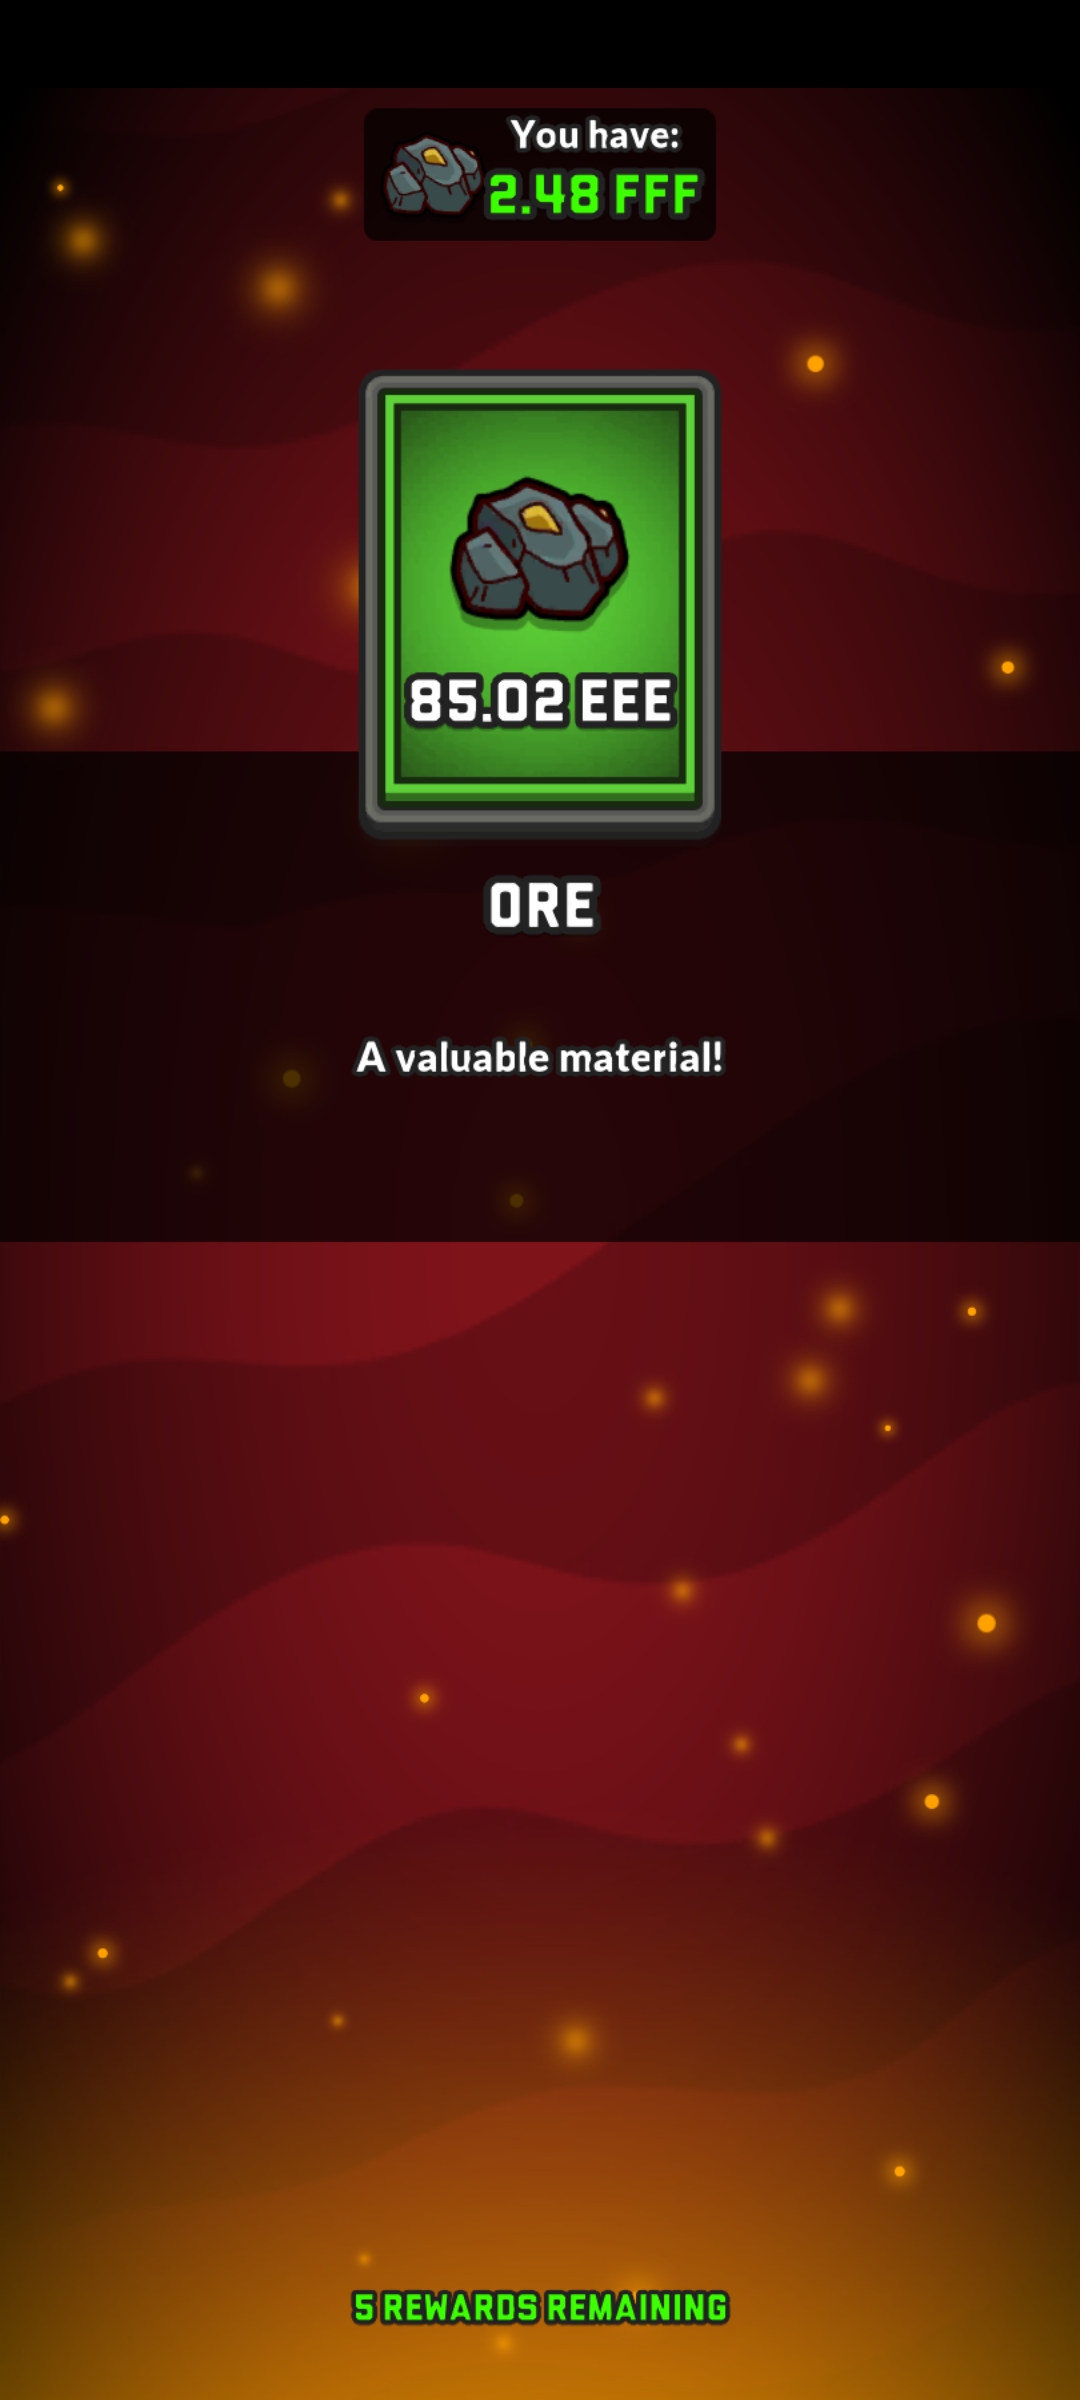 You have:
2.48 FFF
85.02 EEE
ORE
A valuable material!
5 REWARDS REMAINING